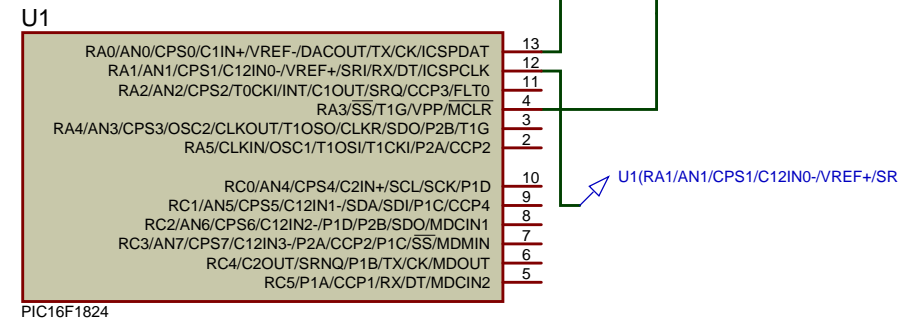 U1
RA0/AN0/CPS0/C1IN+/VREF-/DACOUT/TX/CK/ICSPDAT 13
RA1/AN1/CPS1/C12IN0-/VREF+/SRI/RX/DT/ICSPCLK 12
RA2/AN2/CPS2/T0CKI/INT/C1OUT/SRQ/CCP3/FLT0 11
RA3/SS/T1G/VPP/MCLR 4
RA4/AN3/CPS3/OSC2/CLKOUT/T1OSO/CLKR/SDO/P2B/T1G 3
RA5/CLKIN/OSC1/T1OSI/T1CKI/P2A/CCP2 2
U1(RA1/AN1/CPS1/C12IN0-/VREF+/SR
RC0/AN4/CPS4/C2IN+/SCL/SCK/P1D 10
RC1/AN5/CPS5/C12IN1-/SDA/SDI/P1C/CCP4 9
RC2/AN6/CPS6/C12IN2-/P1D/P2B/SDO/MDCIN1 8
RC3/AN7/CPS7/C12IN3-/P2A/CCP2/P1C/SS/MDMIN 7
RC4/C2OUT/SRNQ/P1B/TX/CK/MDOUT 6
RC5/P1A/CCP1/RX/DT/MDCIN2 5
PIC16F1824